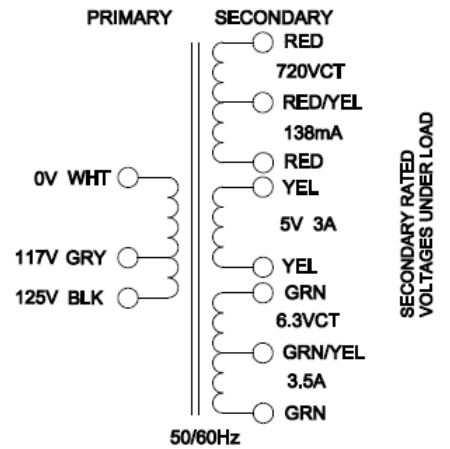 PRIMARY SECONDARY
RED
720VCT
RED/YEL
138mA
RED
0V WHT
YEL
5V 3A
117V GRY
YEL
125V BLK
GRN
6.3VCT
GRN/YEL
3.5A
GRN
50/60Hz
SECONDARY RATED
VOLTAGES UNDER LOAD